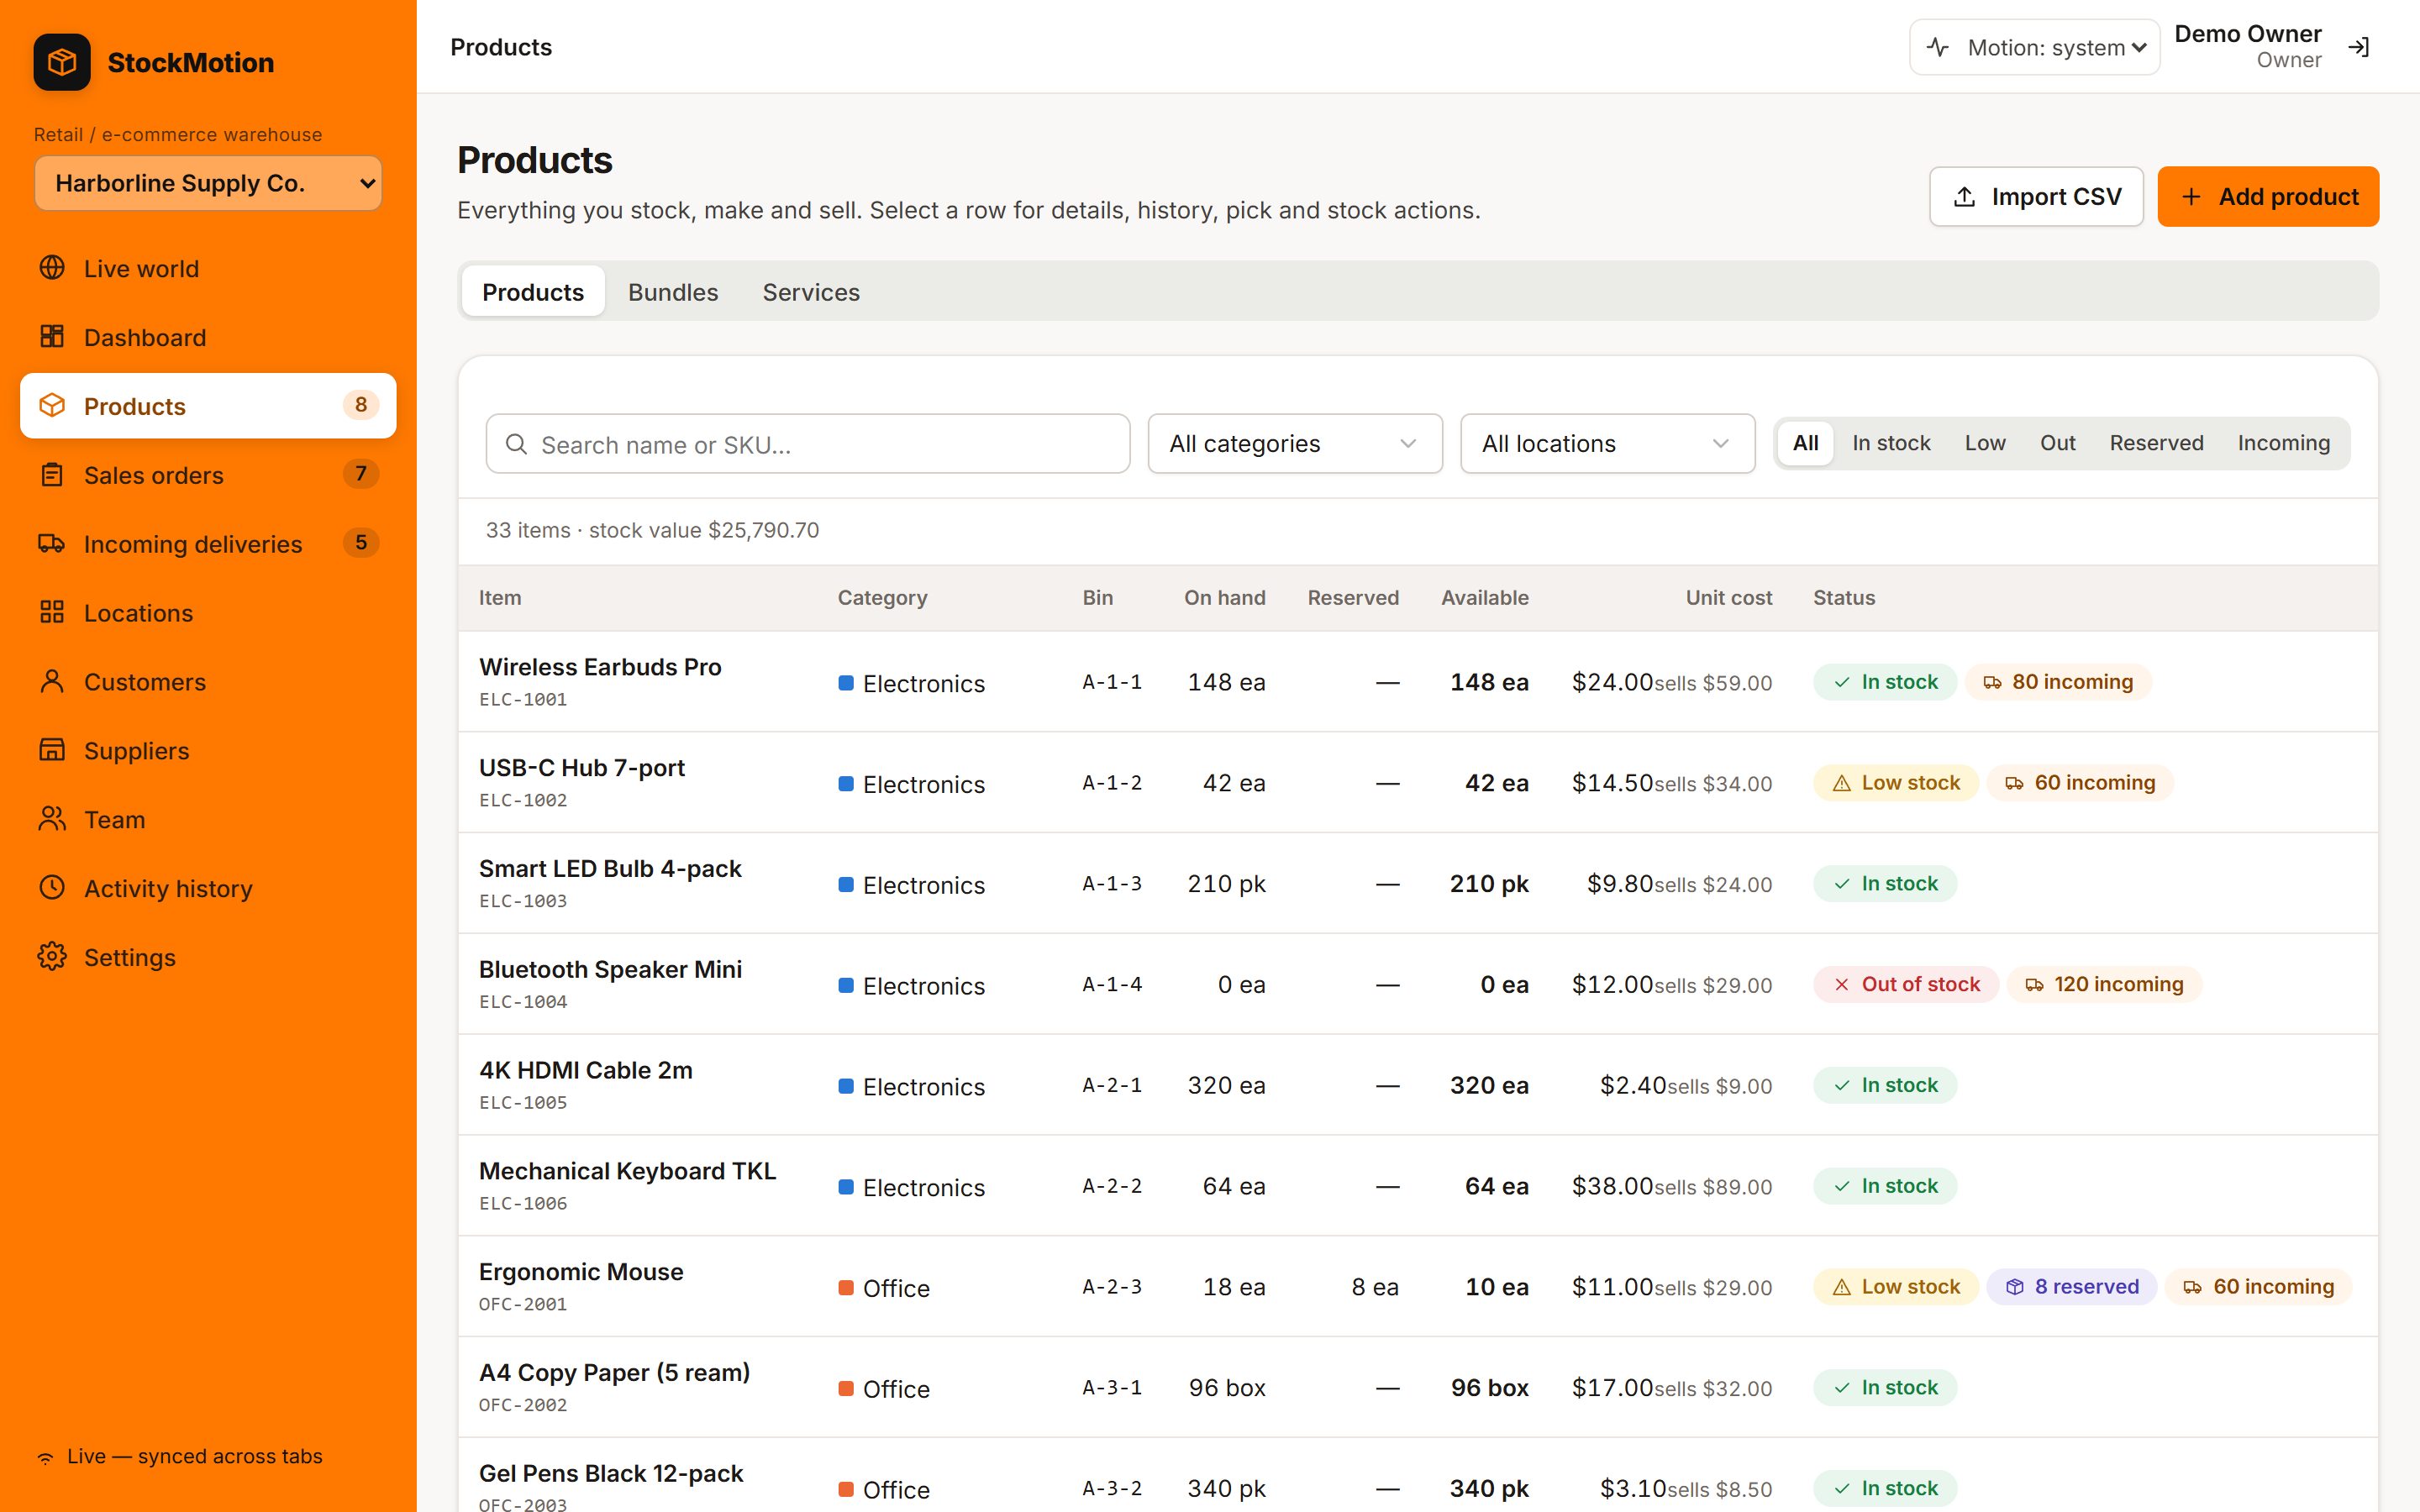 StockMotion
Retail / e-commerce warehouse
Harborline Supply Co.
Live world
Dashboard
Products 8
Sales orders 7
Incoming deliveries 5
Locations
Customers
Suppliers
Team
Activity history
Settings
Live — synced across tabs
Products
Motion: system
Demo Owner
Owner
Products
Everything you stock, make and sell. Select a row for details, history, pick and stock actions.
Import CSV
Add product
Products Bundles Services
Search name or SKU...
All categories
All locations
All In stock Low Out Reserved Incoming
33 items · stock value $25,790.70
Item Category Bin On hand Reserved Available Unit cost Status
Wireless Earbuds Pro
ELC-1001
Electronics A-1-1 148 ea — 148 ea $24.00sells $59.00 In stock 80 incoming
USB-C Hub 7-port
ELC-1002
Electronics A-1-2 42 ea — 42 ea $14.50sells $34.00 Low stock 60 incoming
Smart LED Bulb 4-pack
ELC-1003
Electronics A-1-3 210 pk — 210 pk $9.80sells $24.00 In stock
Bluetooth Speaker Mini
ELC-1004
Electronics A-1-4 0 ea — 0 ea $12.00sells $29.00 Out of stock 120 incoming
4K HDMI Cable 2m
ELC-1005
Electronics A-2-1 320 ea — 320 ea $2.40sells $9.00 In stock
Mechanical Keyboard TKL
ELC-1006
Electronics A-2-2 64 ea — 64 ea $38.00sells $89.00 In stock
Ergonomic Mouse
OFC-2001
Office A-2-3 18 ea 8 ea 10 ea $11.00sells $29.00 Low stock 8 reserved 60 incoming
A4 Copy Paper (5 ream)
OFC-2002
Office A-3-1 96 box — 96 box $17.00sells $32.00 In stock
Gel Pens Black 12-pack
OFC-2003
Office A-3-2 340 pk — 340 pk $3.10sells $8.50 In stock